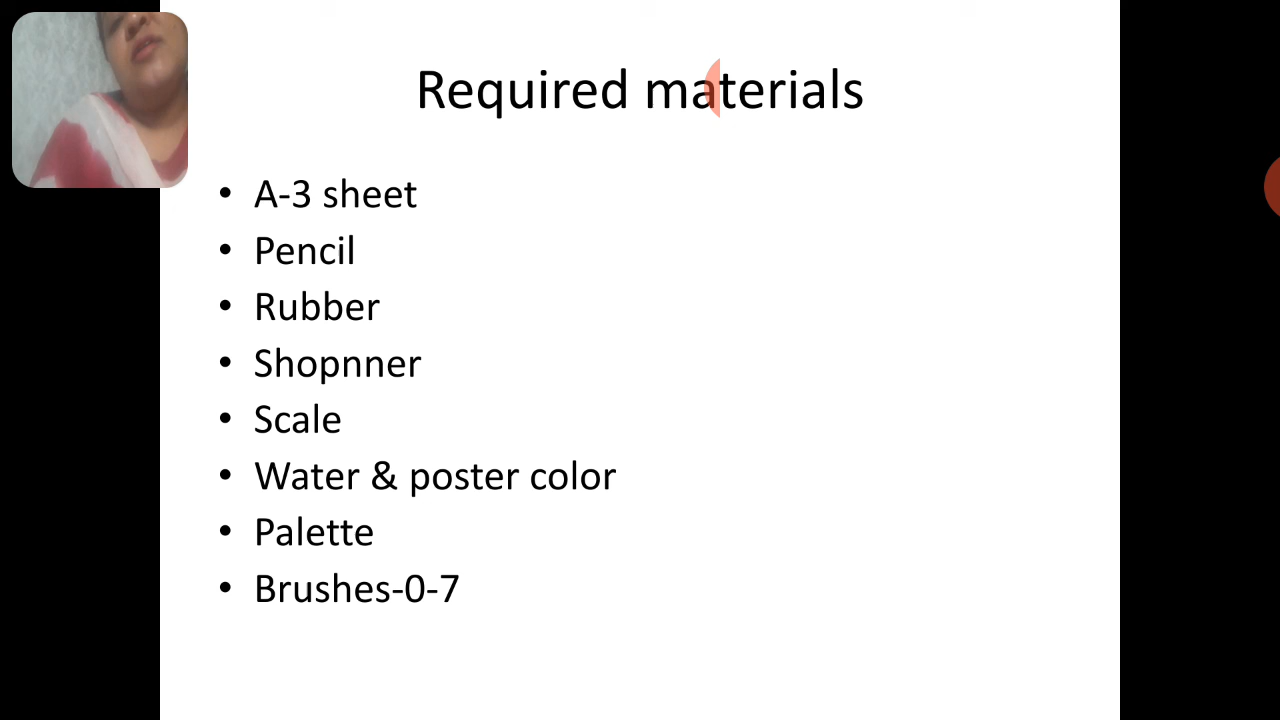 Required materials
• A-3 sheet
• Pencil
• Rubber
• Shopnner
• Scale
• Water & poster color
• Palette
• Brushes-0-7